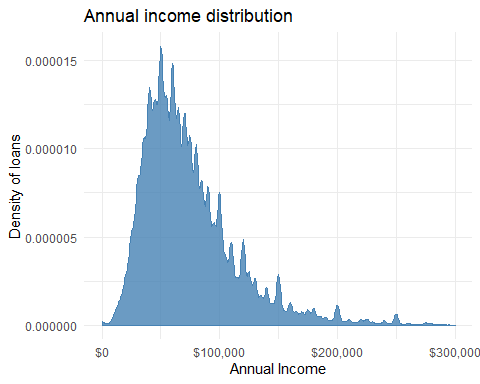 Annual income distribution
Density of loans
0.000015
0.000010
0.000005
0.000000
$0
$100,000
$200,000
$300,000
Annual Income